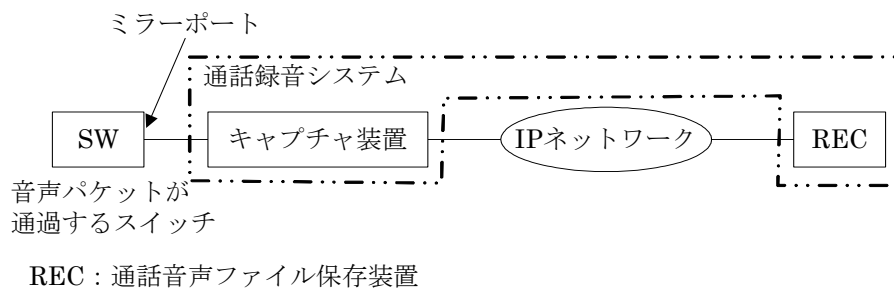 ミラーポート
通話録音システム
SW
キャプチャ装置
IPネットワーク
REC
音声パケットが
通過するスイッチ
REC：通話音声ファイル保存装置